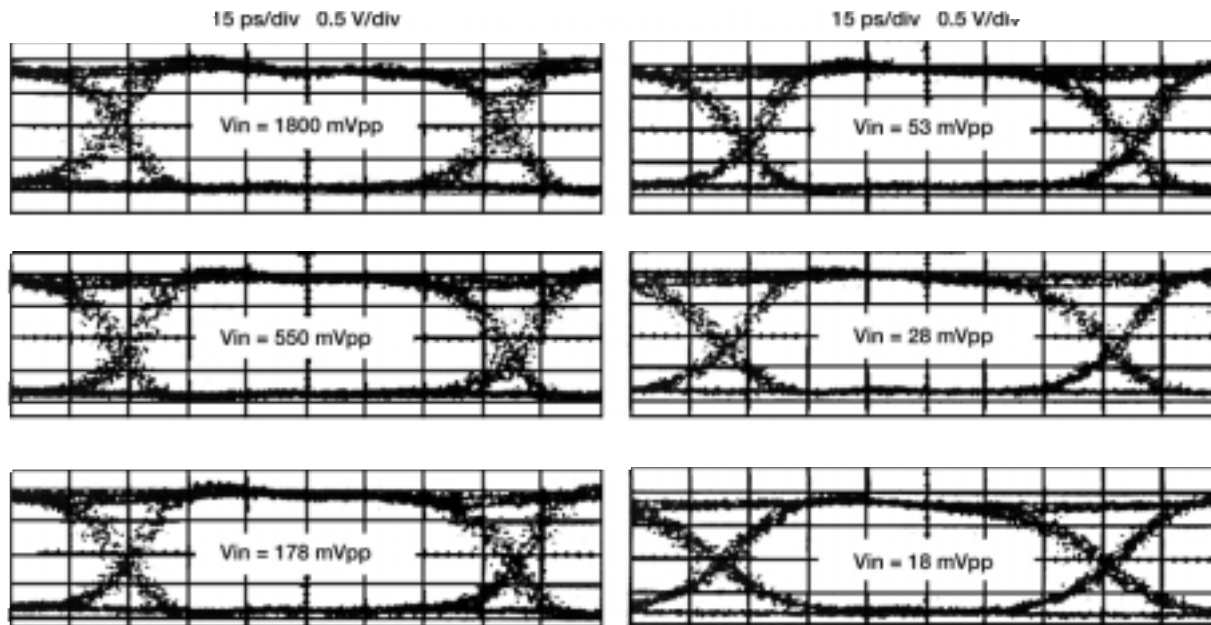 15 ps/div 0.5 V/div
Vin = 1800 mVpp
Vin = 550 mVpp
Vin = 178 mVpp
15 ps/div 0.5 V/div
Vin = 53 mVpp
Vin = 28 mVpp
Vin = 18 mVpp